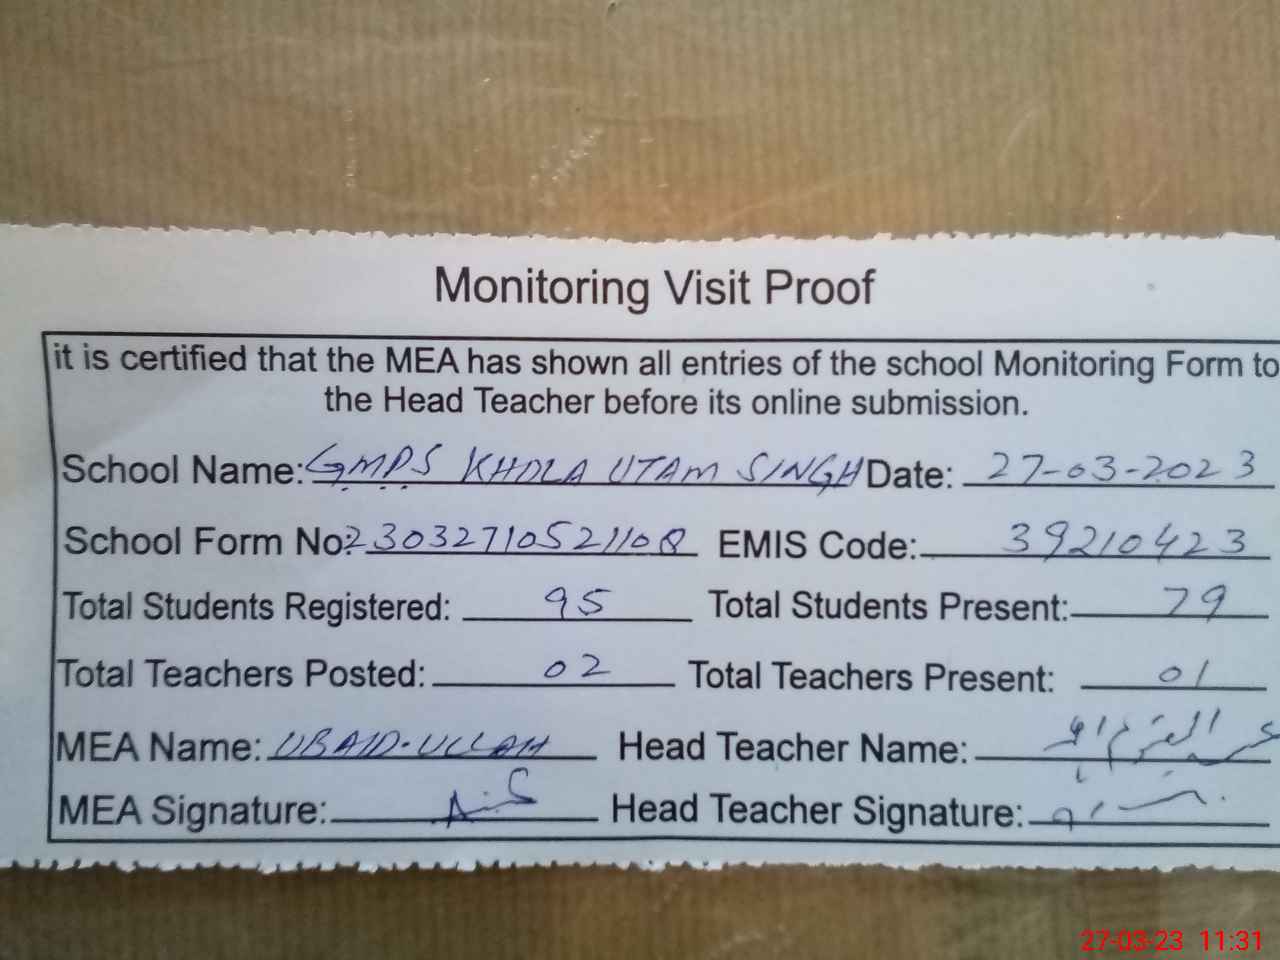 Monitoring Visit Proof
it is certified that the MEA has shown all entries of the school Monitoring Form to
the Head Teacher before its online submission.
School Name: GMPS KHOLA UTAM SINGH Date: 27-03-2023
School Form No: 23032710521108 EMIS Code: 39210423
Total Students Registered: 95 Total Students Present: 79
Total Teachers Posted: 02 Total Teachers Present: 01
MEA Name: UBAID-ULLAH Head Teacher Name:
MEA Signature: Head Teacher Signature:
27-03-23 11:31